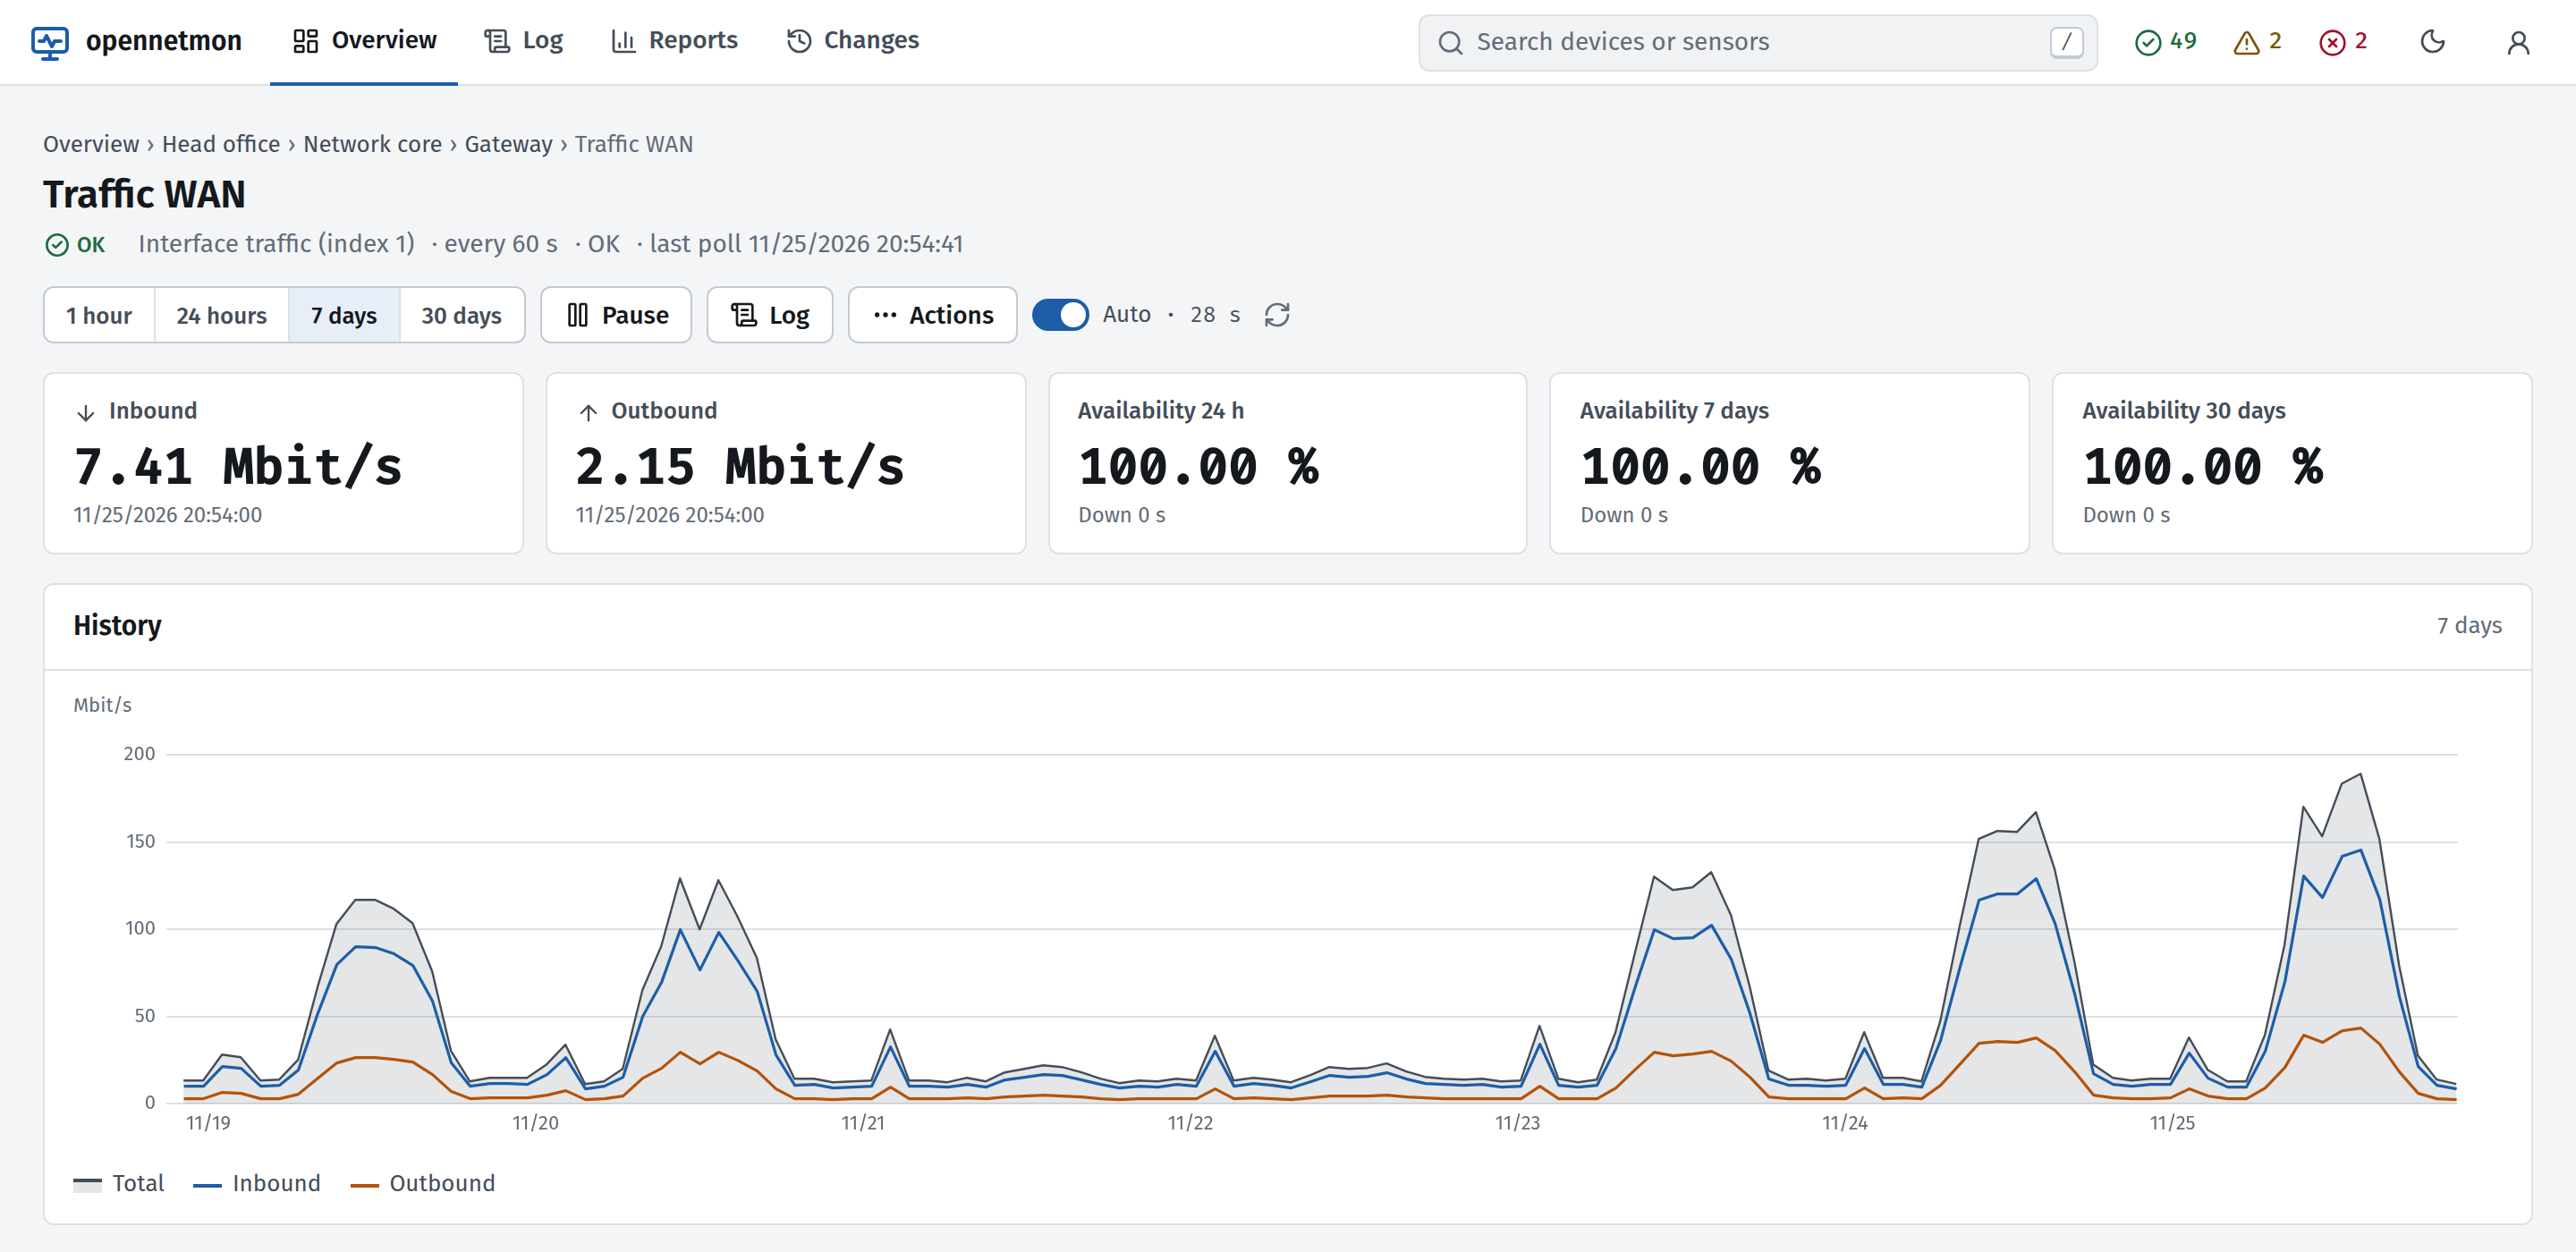 opennetmon Overview Log Reports Changes Search devices or sensors / 49 2 2
Overview › Head office › Network core › Gateway › Traffic WAN
Traffic WAN
OK Interface traffic (index 1) · every 60 s · OK · last poll 11/25/2026 20:54:41
1 hour 24 hours 7 days 30 days Pause Log Actions Auto · 28 s
Inbound Outbound Availability 24 h Availability 7 days Availability 30 days
7.41 Mbit/s 2.15 Mbit/s 100.00 % 100.00 % 100.00 %
11/25/2026 20:54:00 11/25/2026 20:54:00 Down 0 s Down 0 s Down 0 s
History 7 days
Mbit/s
200
150
100
50
0
11/19 11/20 11/21 11/22 11/23 11/24 11/25
Total Inbound Outbound